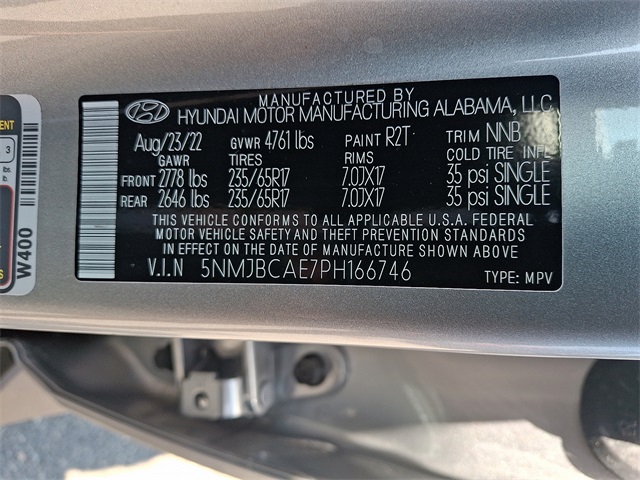 MANUFACTURED BY
HYUNDAI MOTOR MANUFACTURING ALABAMA, LLC
Aug/23/22 GVWR 4761 lbs PAINT R2T TRIM NNB
GAWR TIRES RIMS COLD TIRE INFL
FRONT 2778 lbs 235/65R17 7.0JX17 35 psi SINGLE
REAR 2646 lbs 235/65R17 7.0JX17 35 psi SINGLE
THIS VEHICLE CONFORMS TO ALL APPLICABLE U.S.A. FEDERAL
MOTOR VEHICLE SAFETY AND THEFT PREVENTION STANDARDS
IN EFFECT ON THE DATE OF MANUFACTURE SHOWN ABOVE
V.I.N 5NMJBCAE7PH166746 TYPE: MPV
3
lbs.
lb.
W400